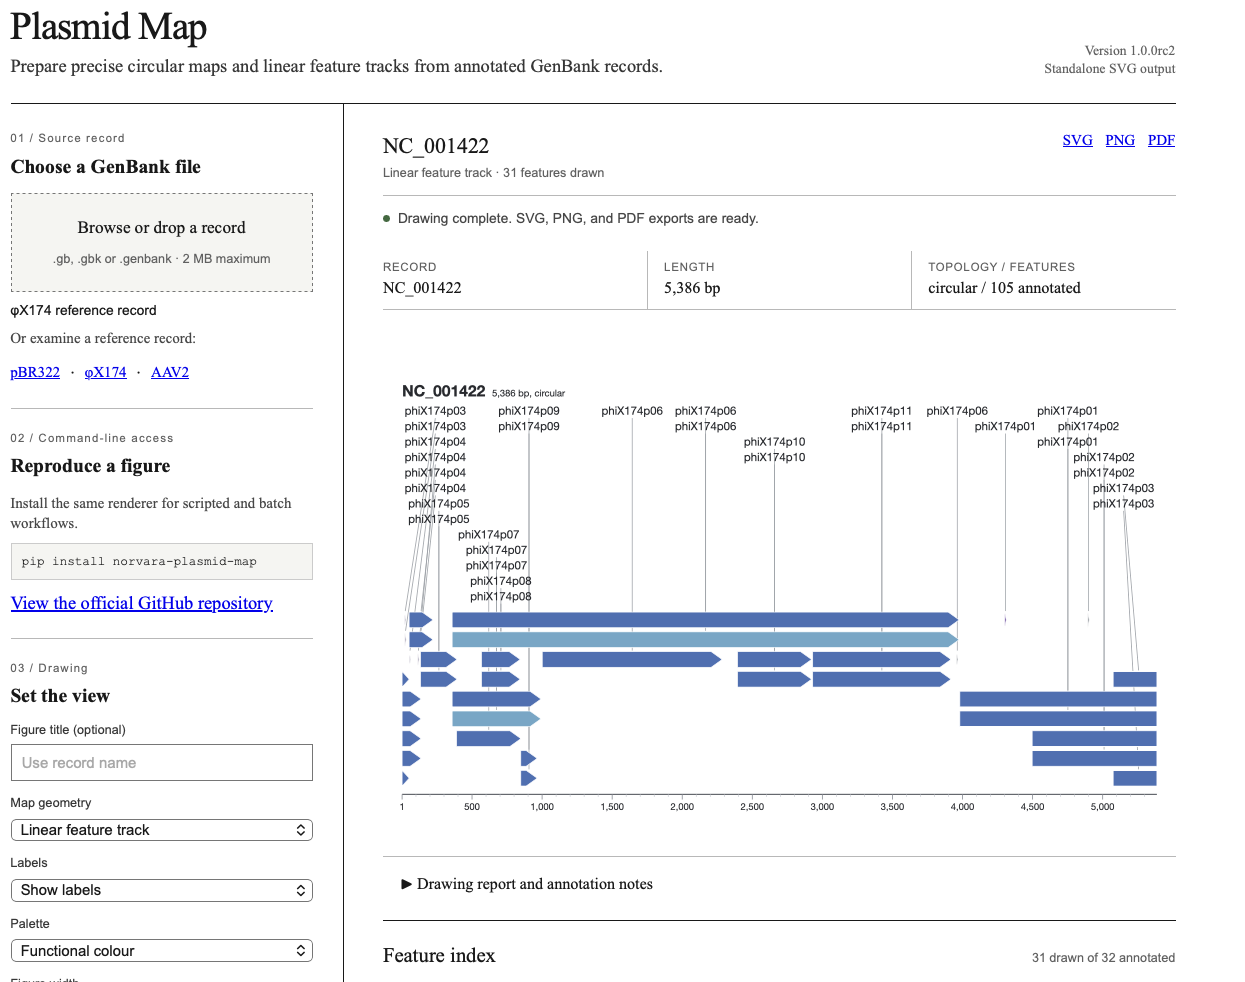 Plasmid Map
Prepare precise circular maps and linear feature tracks from annotated GenBank records.
Version 1.0.0rc2
Standalone SVG output
01 / Source record
Choose a GenBank file
Browse or drop a record
.gb, .gbk or .genbank · 2 MB maximum
φX174 reference record
Or examine a reference record:
pBR322 · φX174 · AAV2
02 / Command-line access
Reproduce a figure
Install the same renderer for scripted and batch
workflows.
pip install norvara-plasmid-map
View the official GitHub repository
03 / Drawing
Set the view
Figure title (optional)
Use record name
Map geometry
Linear feature track
Labels
Show labels
Palette
Functional colour
Figure width
NC_001422
SVG PNG PDF
Linear feature track · 31 features drawn
Drawing complete. SVG, PNG, and PDF exports are ready.
RECORD
NC_001422
LENGTH
5,386 bp
TOPOLOGY / FEATURES
circular / 105 annotated
NC_001422 5,386 bp, circular
phiX174p03 phiX174p09 phiX174p06 phiX174p06 phiX174p11 phiX174p06 phiX174p01
phiX174p03 phiX174p09 phiX174p06 phiX174p11 phiX174p01 phiX174p02
phiX174p04 phiX174p10 phiX174p01
phiX174p04 phiX174p10 phiX174p02
phiX174p04 phiX174p02
phiX174p04 phiX174p03
phiX174p05 phiX174p03
phiX174p05
phiX174p07
phiX174p07
phiX174p07
phiX174p08
phiX174p08
1 500 1,000 1,500 2,000 2,500 3,000 3,500 4,000 4,500 5,000
Drawing report and annotation notes
Feature index
31 drawn of 32 annotated